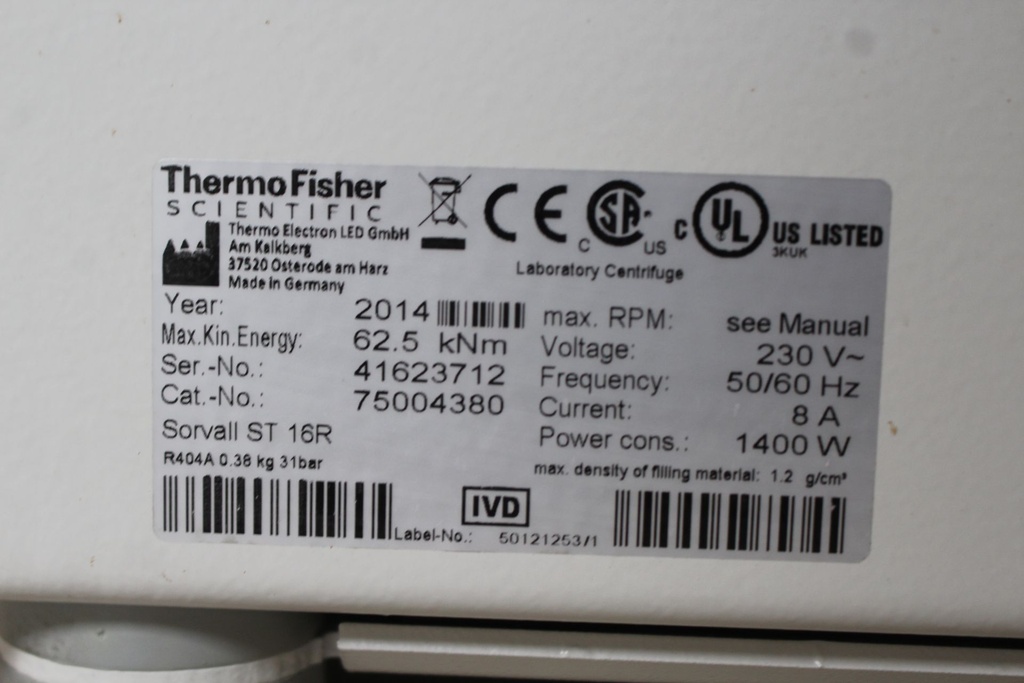 ThermoFisher
SCIENTIFIC
Thermo Electron LED GmbH
Am Kalkberg
37520 Osterode am Harz
Made in Germany
CE
C SA US
C UL US LISTED
3KUK
Laboratory Centrifuge
Year: 2014
Max.Kin.Energy: 62.5 kNm
Ser.-No.: 41623712
Cat.-No.: 75004380
Sorvall ST 16R
R404A 0.38 kg 31bar
max. RPM: see Manual
Voltage: 230 V~
Frequency: 50/60 Hz
Current: 8 A
Power cons.: 1400 W
max. density of filling material: 1.2 g/cm³
IVD
Label-No.: 50121253/1